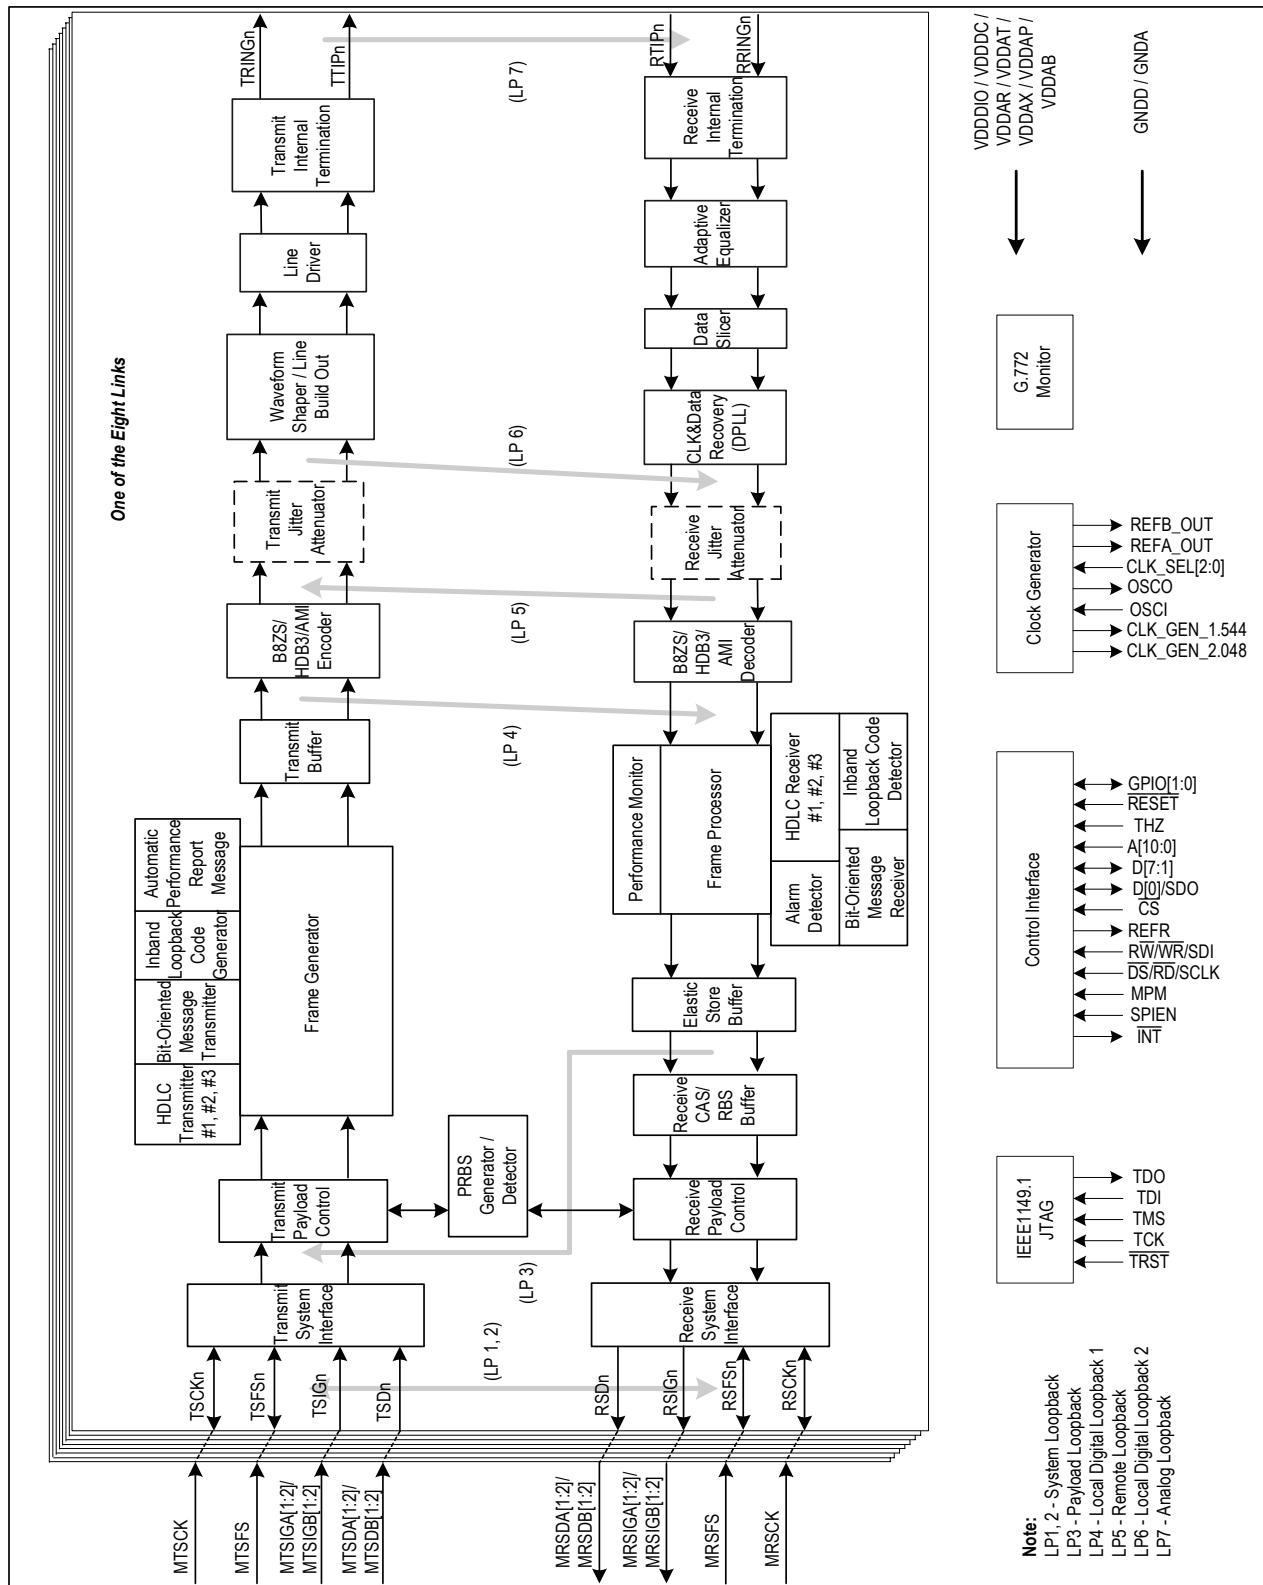 One of the Eight Links
TRINGn
TTIPn
(LP 7)
RTIPn
RRINGn
Transmit
Internal
Termination
Receive
Internal
Termination
Line
Driver
Adaptive
Equalizer
Waveform
Shaper / Line
Build Out
Data
Slicer
CLK&Data
Recovery
(DPLL)
(LP 6)
Transmit
Jitter
Attenuator
Receive
Jitter
Attenuator
(LP 5)
B8ZS/
HDB3/AMI
Encoder
B8ZS/
HDB3/
AMI
Decoder
(LP 4)
Transmit
Buffer
Automatic
Performance
Report
Message
Inband
Loopback
Code
Generator
Bit-Oriented
Message
Transmitter
HDLC
Transmitter
#1, #2, #3
Frame Generator
Performance Monitor
Frame Processor
HDLC Receiver
#1, #2, #3
Inband
Loopback Code
Detector
Alarm
Detector
Bit-Oriented
Message
Receiver
Elastic
Store
Buffer
Receive
CAS/
RBS
Buffer
Transmit
Payload
Control
PRBS
Generator /
Detector
Receive
Payload
Control
(LP 3)
Transmit
System
Interface
Receive
System
Interface
(LP 1, 2)
TSCKn
TSFSn
TSIGn
TSDn
RSDn
RSIGn
RSFSn
RSCKn
MTSCK
MTSFS
MTSIGA[1:2]/
MTSIGB[1:2]
MTSDA[1:2]/
MTSDB[1:2]
MRSDA[1:2]/
MRSDB[1:2]
MRSIGA[1:2]/
MRSIGB[1:2]
MRSFS
MRSCK
VDDDIO / VDDDC /
VDDAR / VDDAT /
VDDAX / VDDAP /
VDDAB
GNDD / GNDA
G.772
Monitor
Clock Generator
REFB_OUT
REFA_OUT
CLK_SEL[2:0]
OSCO
OSCI
CLK_GEN_1.544
CLK_GEN_2.048
Control Interface
GPIO[1:0]
RESET
THZ
A[10:0]
D[7:1]
D[0]/SDO
CS
REFR
RW/WR/SDI
DS/RD/SCLK
MPM
SPIEN
INT
IEEE1149.1
JTAG
TDO
TDI
TMS
TCK
TRST
Note:
LP1, 2 - System Loopback
LP3 - Payload Loopback
LP4 - Local Digital Loopback 1
LP5 - Remote Loopback
LP6 - Local Digital Loopback 2
LP7 - Analog Loopback